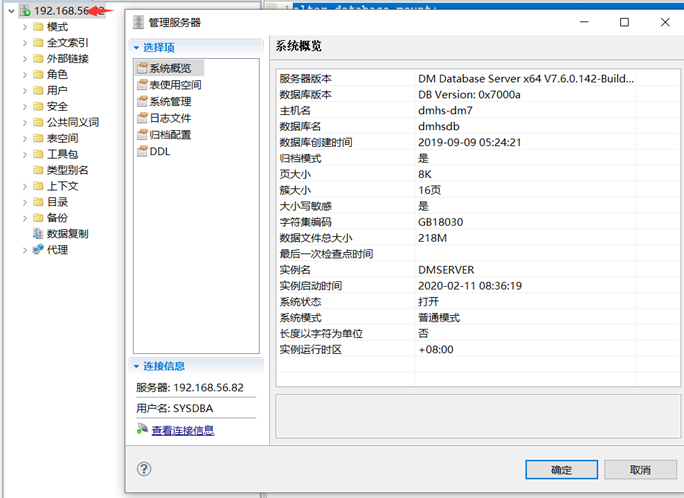 192.168.56.82
模式
全文索引
外部链接
角色
用户
安全
公共同义词
表空间
工具包
类型别名
上下文
目录
备份
数据复制
代理
1 alter database mount;
管理服务器
选择项
系统概览
表使用空间
系统管理
日志文件
归档配置
DDL
连接信息
服务器: 192.168.56.82
用户名: SYSDBA
查看连接信息
系统概览
服务器版本 DM Database Server x64 V7.6.0.142-Build...
数据库版本 DB Version: 0x7000a
主机名 dmhs-dm7
数据库名 dmhsdb
数据库创建时间 2019-09-09 05:24:21
归档模式 是
页大小 8K
簇大小 16页
大小写敏感 是
字符集编码 GB18030
数据文件总大小 218M
最后一次检查点时间
实例名 DMSERVER
实例启动时间 2020-02-11 08:36:19
系统状态 打开
系统模式 普通模式
长度以字符为单位 否
实例运行时区 +08:00
确定
取消